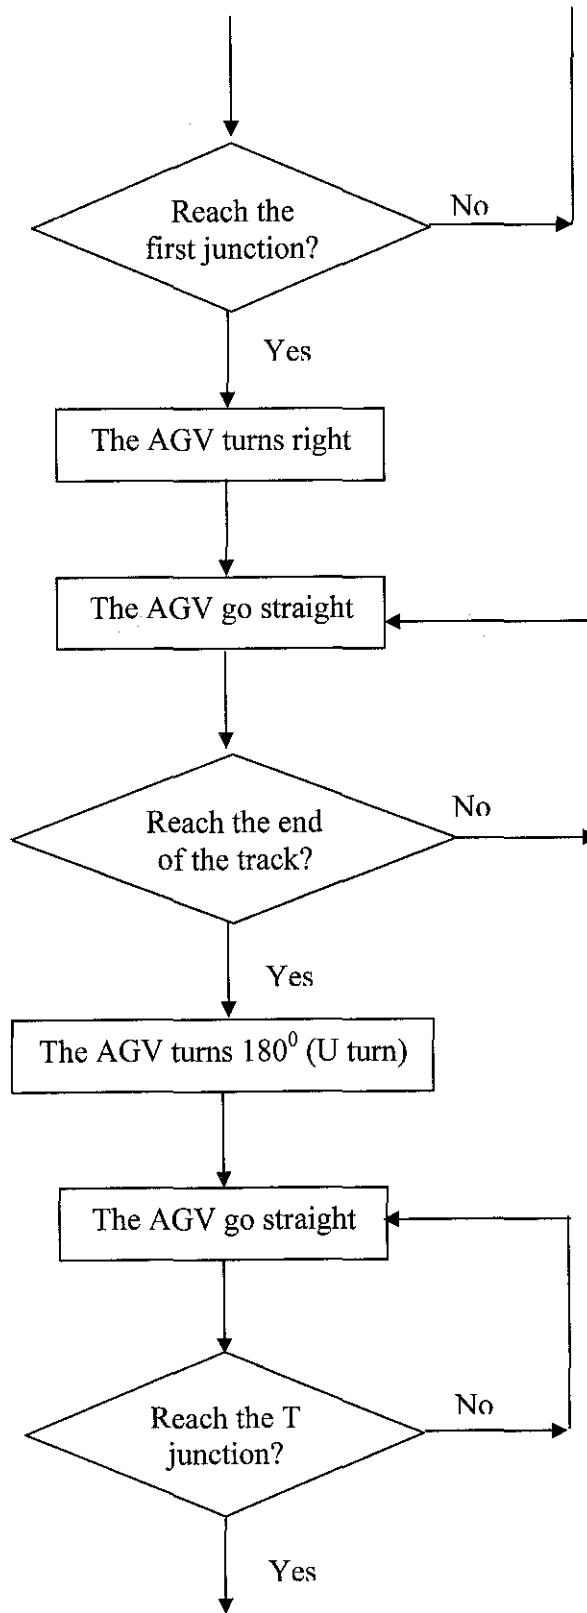 Reach the
first junction?
No
Yes
The AGV turns right
The AGV go straight
Reach the end
of the track?
No
Yes
The AGV turns 180⁰ (U turn)
The AGV go straight
Reach the T
junction?
No
Yes